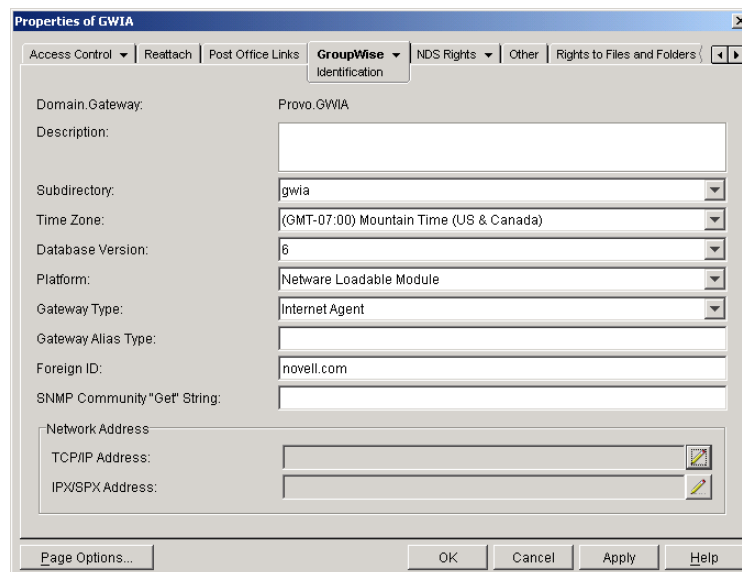 Properties of GWIA
Access Control Reattach Post Office Links GroupWise NDS Rights Other Rights to Files and Folders
Identification
Domain.Gateway: Provo.GWIA
Description:
Subdirectory: gwia
Time Zone: (GMT-07:00) Mountain Time (US & Canada)
Database Version: 6
Platform: Netware Loadable Module
Gateway Type: Internet Agent
Gateway Alias Type:
Foreign ID: novell.com
SNMP Community "Get" String:
Network Address
TCP/IP Address:
IPX/SPX Address:
Page Options... OK Cancel Apply Help